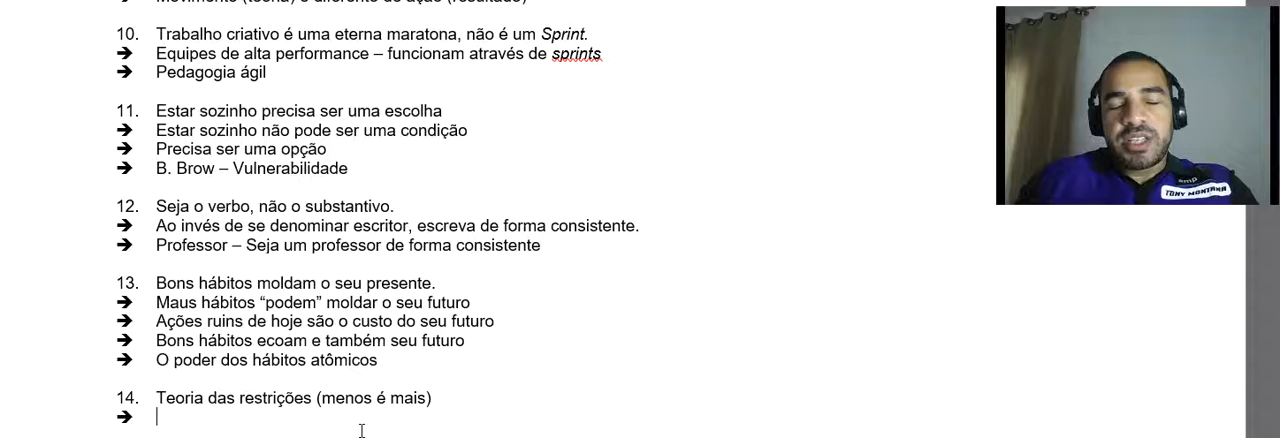 10. Trabalho criativo é uma eterna maratona, não é um Sprint.
➔ Equipes de alta performance – funcionam através de sprints
➔ Pedagogia ágil
11. Estar sozinho precisa ser uma escolha
➔ Estar sozinho não pode ser uma condição
➔ Precisa ser uma opção
➔ B. Brow – Vulnerabilidade
12. Seja o verbo, não o substantivo.
➔ Ao invés de se denominar escritor, escreva de forma consistente.
➔ Professor – Seja um professor de forma consistente
13. Bons hábitos moldam o seu presente.
➔ Maus hábitos “podem” moldar o seu futuro
➔ Ações ruins de hoje são o custo do seu futuro
➔ Bons hábitos ecoam e também seu futuro
➔ O poder dos hábitos atômicos
14. Teoria das restrições (menos é mais)
➔
smp
TONY MONTANA